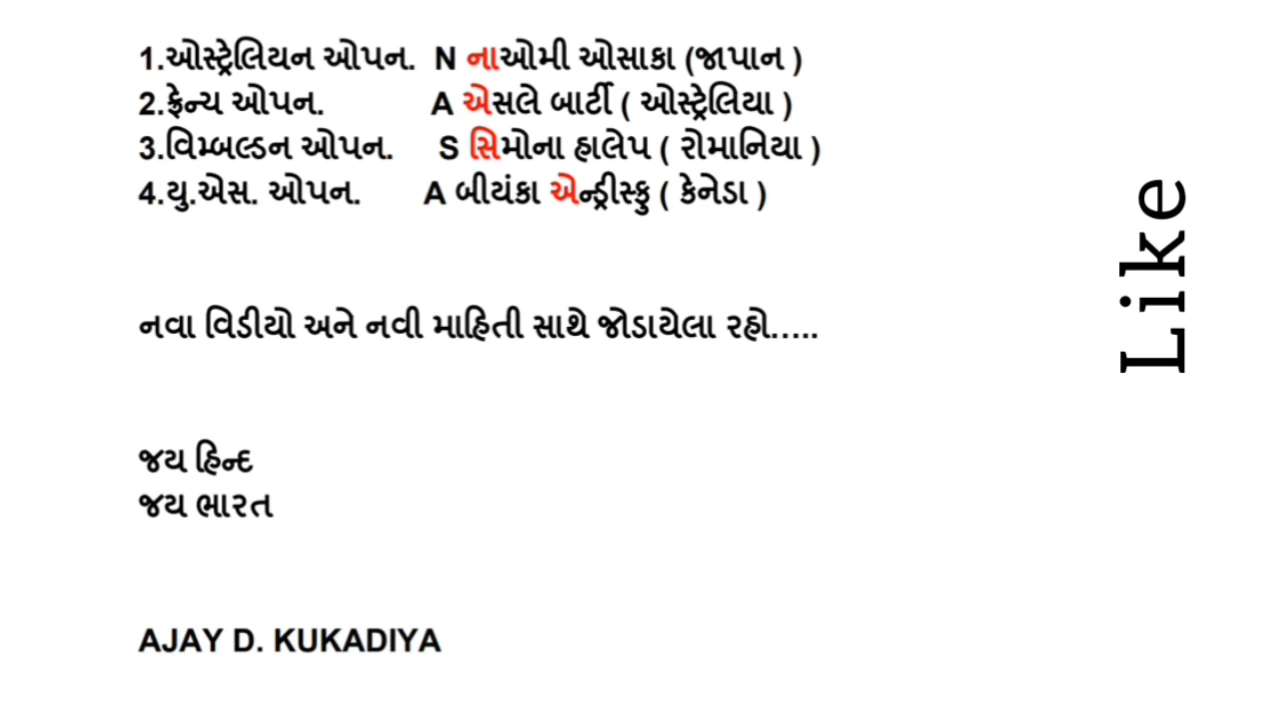 1.ઓસ્ટ્રેલિયન ઓપન. N નાઓમી ઓસાકા (જાપાન )
2.ફ્રેન્ચ ઓપન. A એસલે બાર્ટી ( ઓસ્ટ્રેલિયા )
3.વિમ્બલ્ડન ઓપન. S સિમોના હાલેપ ( રોમાનિયા )
4.યુ.એસ. ઓપન. A બીયંકા એન્ડ્રીસ્કુ ( કેનેડા )
નવા વિડીયો અને નવી માહિતી સાથે જોડાયેલા રહો.....
જય હિન્દ
જય ભારત
AJAY D. KUKADIYA
Like